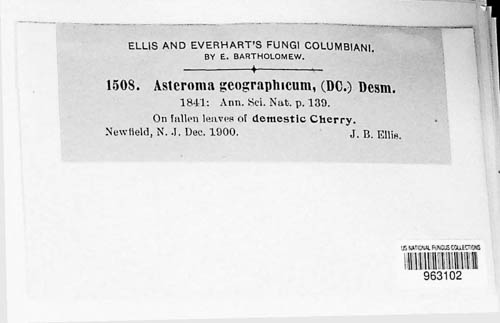 ELLIS AND EVERHART'S FUNGI COLUMBIANI.
BY E. BARTHOLOMEW.
1508. Asteroma geographicum, (DC.) Desm.
1841: Ann. Sci. Nat. p. 139.
On fallen leaves of domestic Cherry.
Newfield, N. J. Dec. 1900. J. B. Ellis.
US NATIONAL FUNGUS COLLECTIONS
963102